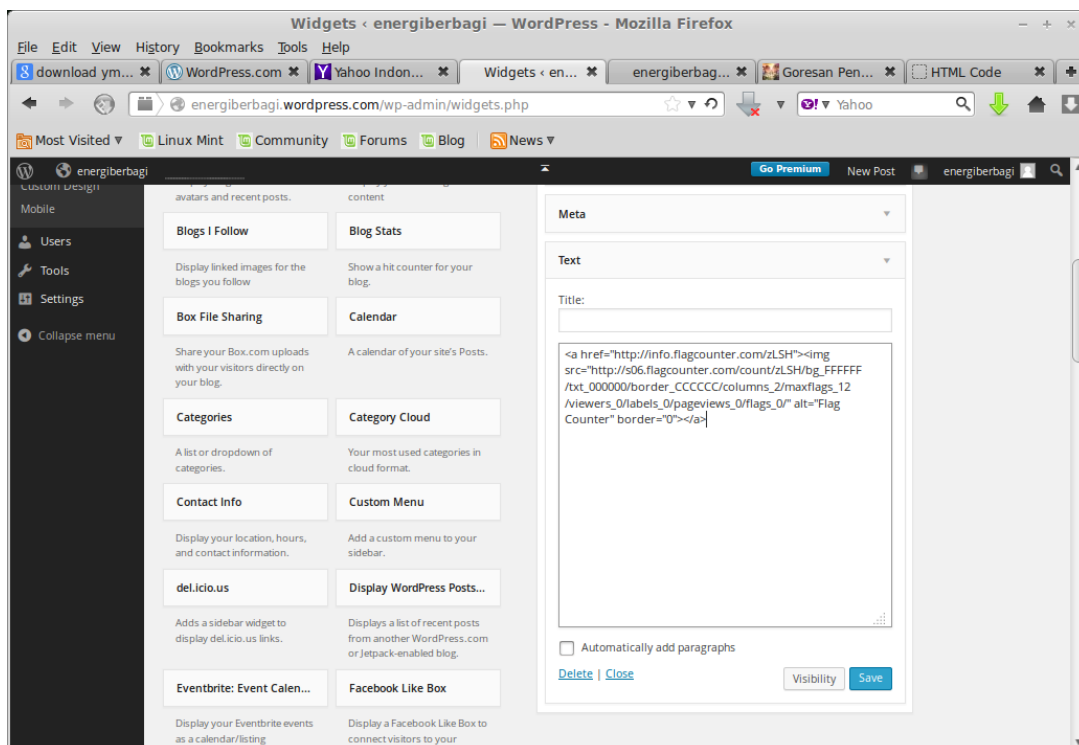 Widgets ‹ energiberbagi — WordPress - Mozilla Firefox
File Edit View History Bookmarks Tools Help
download ym... WordPress.com Yahoo Indon... Widgets ‹ en... energiberbag... Goresan Pen... HTML Code
energiberbagi.wordpress.com/wp-admin/widgets.php Yahoo
Most Visited Linux Mint Community Forums Blog News
energiberbagi Go Premium New Post energiberbagi
Custom Design
Mobile
Users
Tools
Settings
Collapse menu
avatars and recent posts.
content
Blogs I Follow
Blog Stats
Display linked images for the
blogs you follow
Show a hit counter for your
blog.
Box File Sharing
Calendar
Share your Box.com uploads
with your visitors directly on
your blog.
A calendar of your site's Posts.
Categories
Category Cloud
A list or dropdown of
categories.
Your most used categories in
cloud format.
Contact Info
Custom Menu
Display your location, hours,
and contact information.
Add a custom menu to your
sidebar.
del.icio.us
Display WordPress Posts...
Adds a sidebar widget to
display del.icio.us links.
Displays a list of recent posts
from another WordPress.com
or Jetpack-enabled blog.
Eventbrite: Event Calen...
Facebook Like Box
Display your Eventbrite events
as a calendar/listing
Display a Facebook Like Box to
connect visitors to your
Meta
Text
Title:
<a href="http://info.flagcounter.com/zLSH"><img
src="http://s06.flagcounter.com/count/zLSH/bg_FFFFFF
/txt_000000/border_CCCCCC/columns_2/maxflags_12
/viewers_0/labels_0/pageviews_0/flags_0/" alt="Flag
Counter" border="0"></a>
Automatically add paragraphs
Delete | Close
Visibility
Save